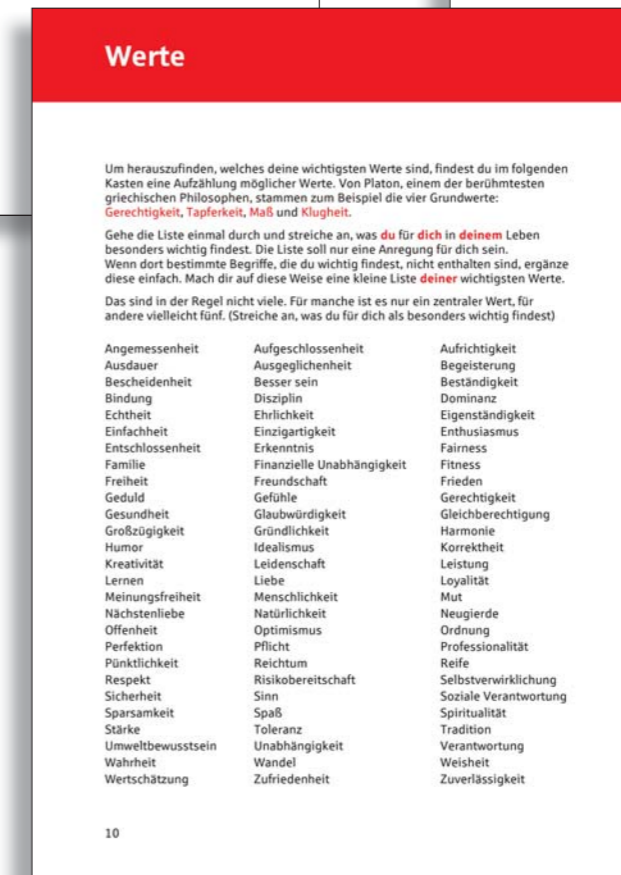 Werte
Um herauszufinden, welches deine wichtigsten Werte sind, findest du im folgenden
Kasten eine Aufzählung möglicher Werte. Von Platon, einem der berühmtesten
griechischen Philosophen, stammen zum Beispiel die vier Grundwerte:
Gerechtigkeit, Tapferkeit, Maß und Klugheit.
Gehe die Liste einmal durch und streiche an, was du für dich in deinem Leben
besonders wichtig findest. Die Liste soll nur eine Anregung für dich sein.
Wenn dort bestimmte Begriffe, die du wichtig findest, nicht enthalten sind, ergänze
diese einfach. Mach dir auf diese Weise eine kleine Liste deiner wichtigsten Werte.
Das sind in der Regel nicht viele. Für manche ist es nur ein zentraler Wert, für
andere vielleicht fünf. (Streiche an, was du für dich als besonders wichtig findest)
Angemessenheit Aufgeschlossenheit Aufrichtigkeit
Ausdauer Ausgeglichenheit Begeisterung
Bescheidenheit Besser sein Beständigkeit
Bindung Disziplin Dominanz
Echtheit Ehrlichkeit Eigenständigkeit
Einfachheit Einzigartigkeit Enthusiasmus
Entschlossenheit Erkenntnis Fairness
Familie Finanzielle Unabhängigkeit Fitness
Freiheit Freundschaft Frieden
Geduld Gefühle Gerechtigkeit
Gesundheit Glaubwürdigkeit Gleichberechtigung
Großzügigkeit Gründlichkeit Harmonie
Humor Idealismus Korrektheit
Kreativität Leidenschaft Leistung
Lernen Liebe Loyalität
Meinungsfreiheit Menschlichkeit Mut
Nächstenliebe Natürlichkeit Neugierde
Offenheit Optimismus Ordnung
Perfektion Pflicht Professionalität
Pünktlichkeit Reichtum Reife
Respekt Risikobereitschaft Selbstverwirklichung
Sicherheit Sinn Soziale Verantwortung
Sparsamkeit Spaß Spiritualität
Stärke Toleranz Tradition
Umweltbewusstsein Unabhängigkeit Verantwortung
Wahrheit Wandel Weisheit
Wertschätzung Zufriedenheit Zuverlässigkeit
10